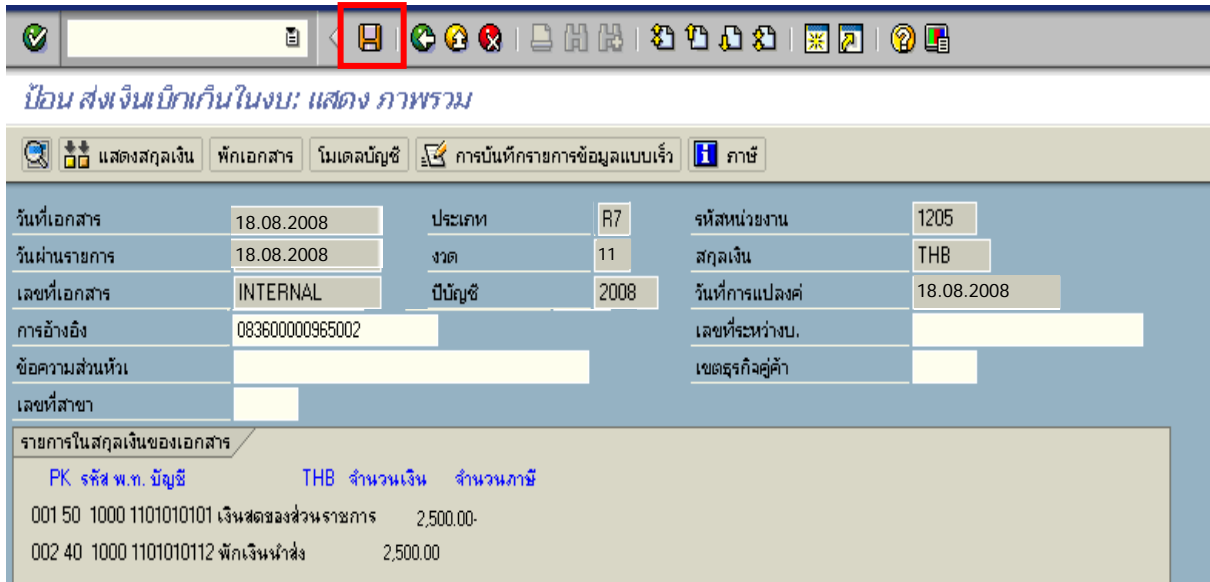 ป้อน ส่งเงินเบิกเกินในงบ: แสดง ภาพรวม
แสดงสกุลเงิน พักเอกสาร โมเดลบัญชี การบันทึกรายการข้อมูลแบบเร็ว ภาษี
วันที่เอกสาร 18.08.2008 ประเภท R7 รหัสหน่วยงาน 1205
วันผ่านรายการ 18.08.2008 งวด 11 สกุลเงิน THB
เลขที่เอกสาร INTERNAL ปีบัญชี 2008 วันที่การแปลงค่ 18.08.2008
การอ้างอิง 083600000965002 เลขที่ระหว่างบ.
ข้อความส่วนหัวเ เขตธุรกิจคู่ค้า
เลขที่สาขา
รายการในสกุลเงินของเอกสาร
PK รหัส พ.ท. บัญชี THB จำนวนเงิน จำนวนภาษี
001 50 1000 1101010101 เงินสดของส่วนราชการ 2,500.00-
002 40 1000 1101010112 พักเงินนำส่ง 2,500.00